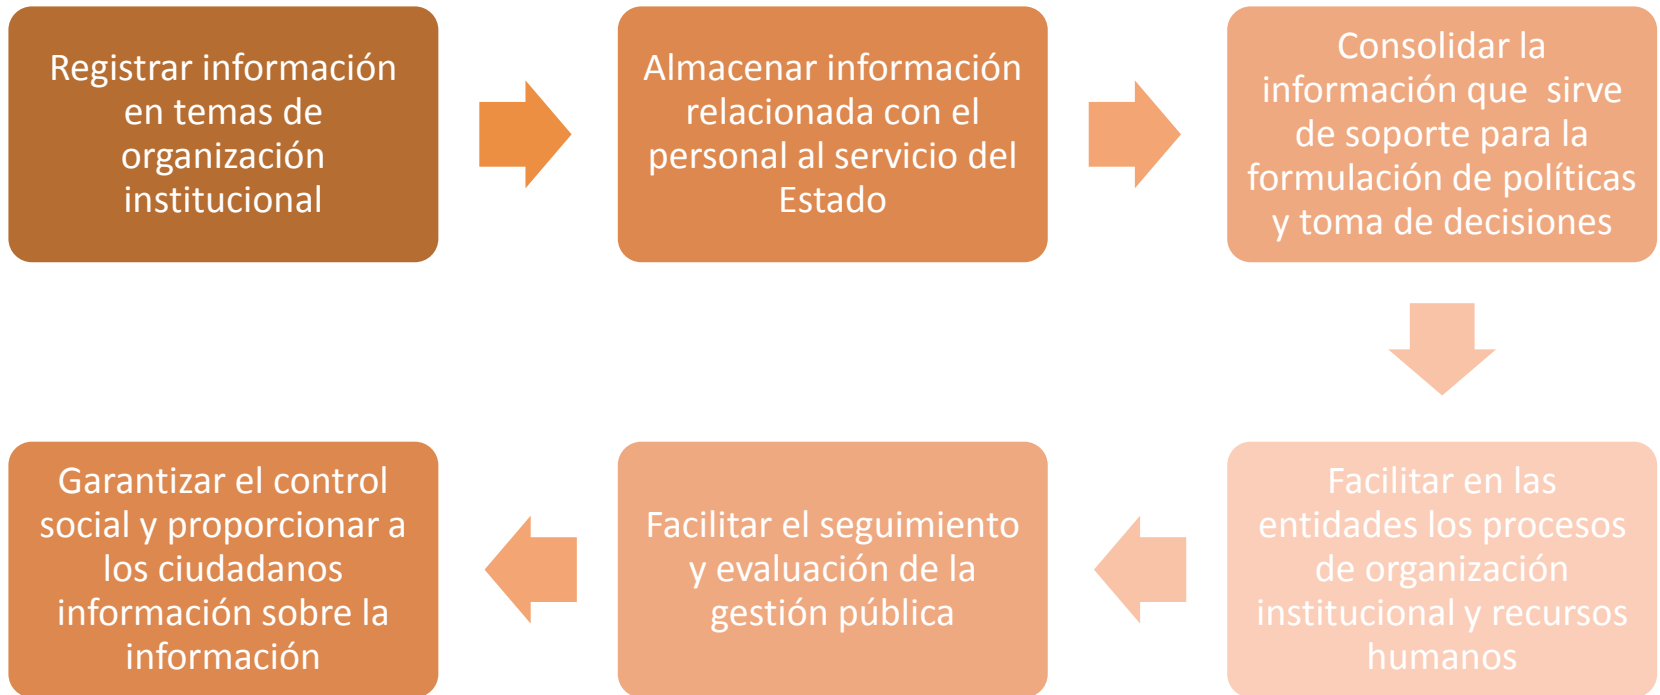 Registrar información
en temas de
organización
institucional
Almacenar información
relacionada con el
personal al servicio del
Estado
Consolidar la
información que sirve
de soporte para la
formulación de políticas
y toma de decisiones
Facilitar en las
entidades los procesos
de organización
institucional y recursos
humanos
Facilitar el seguimiento
y evaluación de la
gestión pública
Garantizar el control
social y proporcionar a
los ciudadanos
información sobre la
información